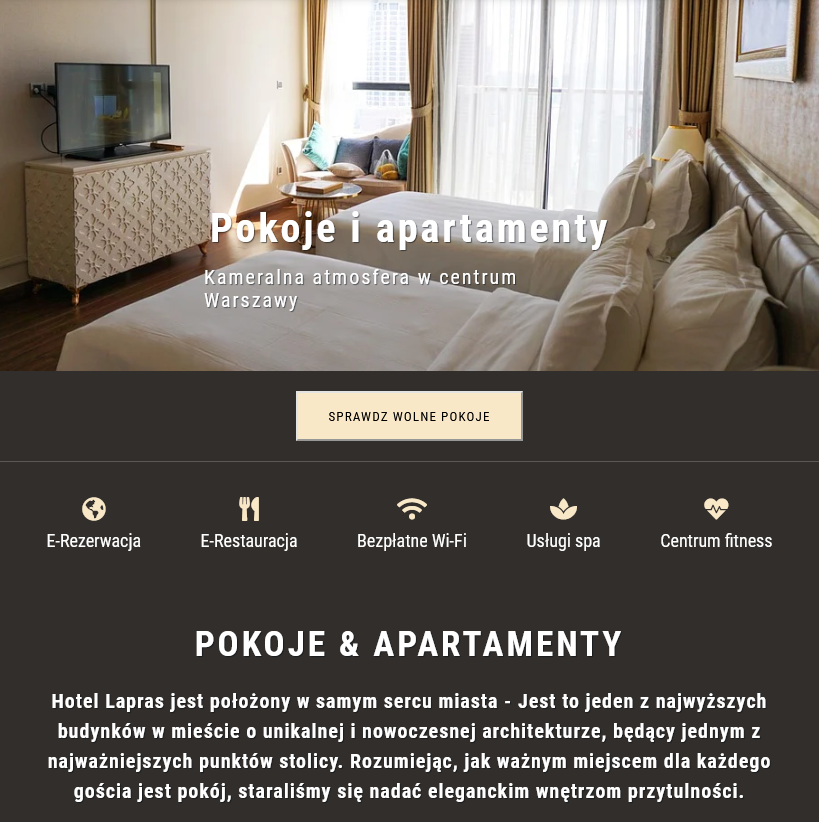 Pokoje i apartamenty
Kameralna atmosfera w centrum
Warszawy
SPRAWDZ WOLNE POKOJE
E-Rezerwacja
E-Restauracja
Bezpłatne Wi-Fi
Usługi spa
Centrum fitness
POKOJE & APARTAMENTY
Hotel Lapras jest położony w samym sercu miasta - Jest to jeden z najwyższych
budynków w mieście o unikalnej i nowoczesnej architekturze, będący jednym z
najważniejszych punktów stolicy. Rozumiejąc, jak ważnym miejscem dla każdego
gościa jest pokój, staraliśmy się nadać eleganckim wnętrzom przytulności.